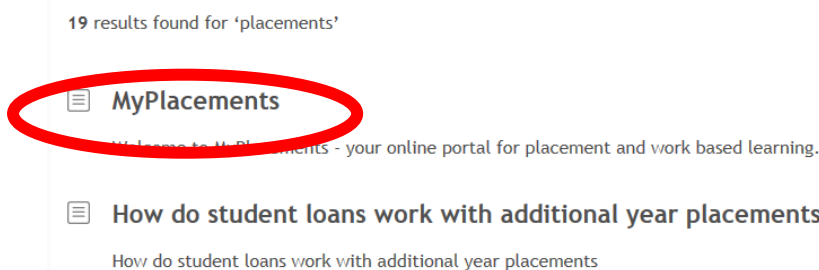 19 results found for ‘placements’
MyPlacements
Welcome to MyPlacements - your online portal for placement and work based learning.
How do student loans work with additional year placements
How do student loans work with additional year placements